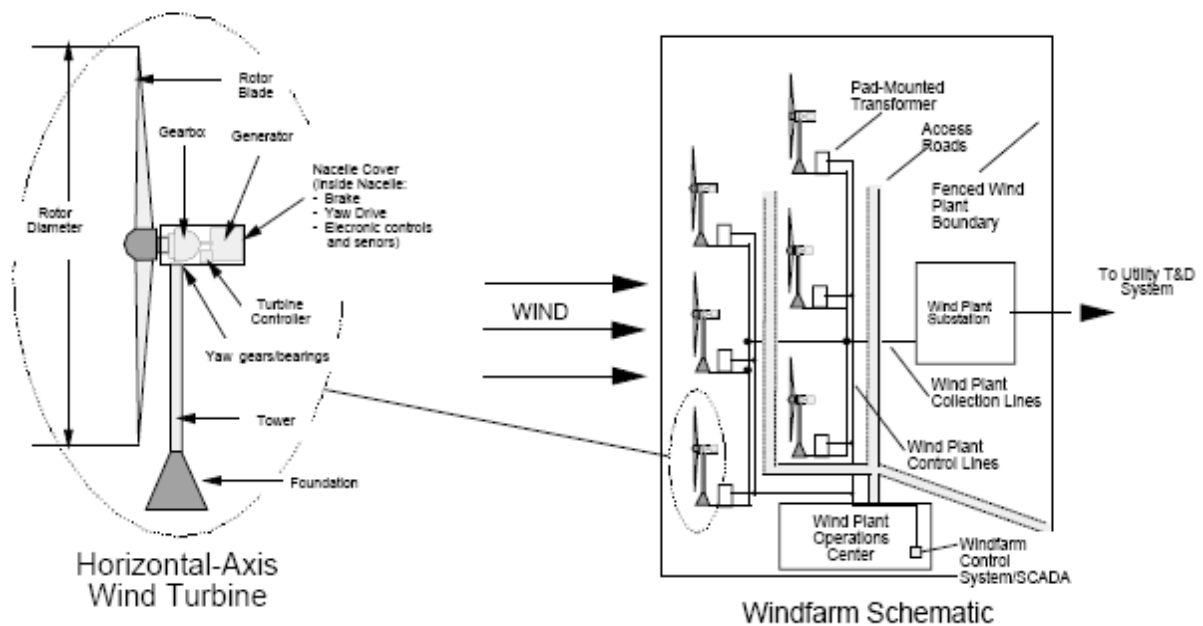 Rotor
Blade
Gearbox
Generator
Nacelle Cover
(Inside Nacelle:
- Brake
- Yaw Drive
- Elecronic controls
and senors)
Rotor
Diameter
Turbine
Controller
Yaw gears/bearings
Tower
Foundation
Horizontal-Axis
Wind Turbine
WIND
Pad-Mounted
Transformer
Access
Roads
Fenced Wind
Plant
Boundary
To Utility T&D
System
Wind Plant
Substation
Wind Plant
Collection Lines
Wind Plant
Control Lines
Wind Plant
Operations
Center
Windfarm
Control
System/SCADA
Windfarm Schematic